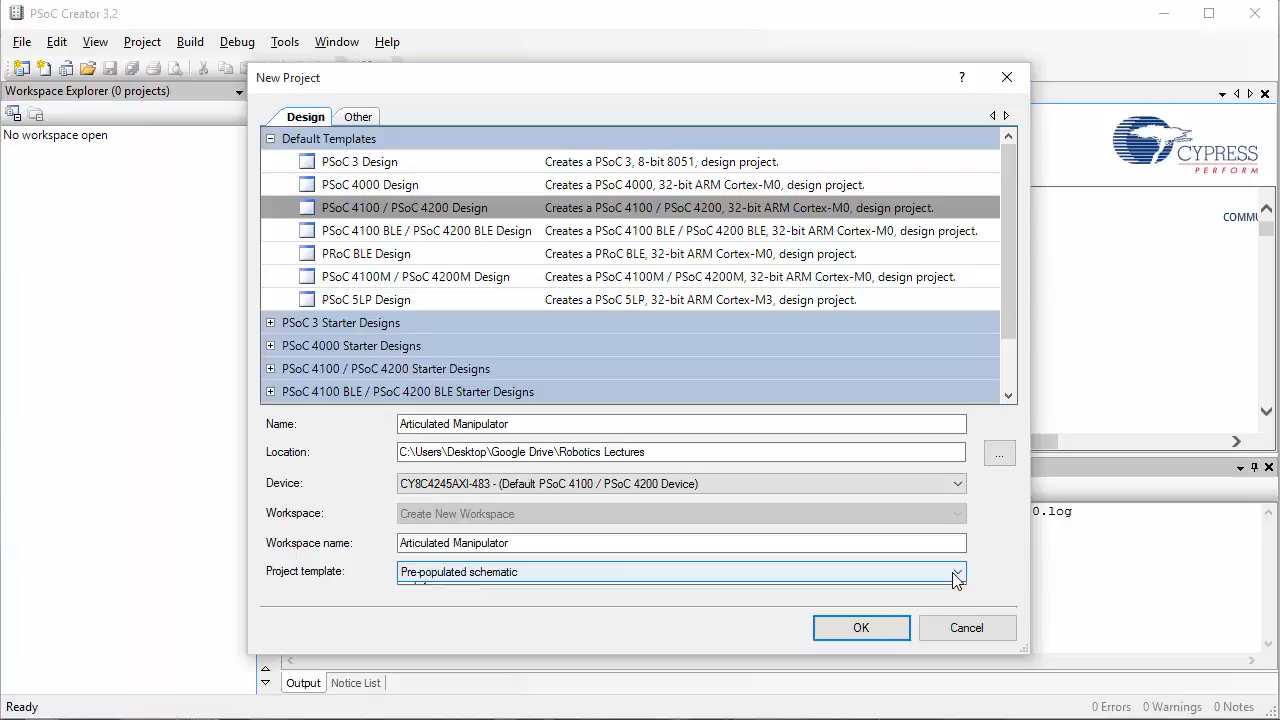 PSoC Creator 3.2
File Edit View Project Build Debug Tools Window Help
Workspace Explorer (0 projects)
No workspace open
New Project
?
Design Other
Default Templates
PSoC 3 Design Creates a PSoC 3, 8-bit 8051, design project.
PSoC 4000 Design Creates a PSoC 4000, 32-bit ARM Cortex-M0, design project.
PSoC 4100 / PSoC 4200 Design Creates a PSoC 4100 / PSoC 4200, 32-bit ARM Cortex-M0, design project.
PSoC 4100 BLE / PSoC 4200 BLE Design Creates a PSoC 4100 BLE / PSoC 4200 BLE, 32-bit ARM Cortex-M0, design project.
PRoC BLE Design Creates a PRoC BLE, 32-bit ARM Cortex-M0, design project.
PSoC 4100M / PSoC 4200M Design Creates a PSoC 4100M / PSoC 4200M, 32-bit ARM Cortex-M0, design project.
PSoC 5LP Design Creates a PSoC 5LP, 32-bit ARM Cortex-M3, design project.
PSoC 3 Starter Designs
PSoC 4000 Starter Designs
PSoC 4100 / PSoC 4200 Starter Designs
PSoC 4100 BLE / PSoC 4200 BLE Starter Designs
Name: Articulated Manipulator
Location: C:\Users\Desktop\Google Drive\Robotics Lectures
...
Device: CY8C4245AXI-483 - (Default PSoC 4100 / PSoC 4200 Device)
Workspace: Create New Workspace
Workspace name: Articulated Manipulator
Project template: Pre-populated schematic
OK Cancel
CYPRESS
PERFORM
COMMU
0.log
Output Notice List
Ready
0 Errors 0 Warnings 0 Notes